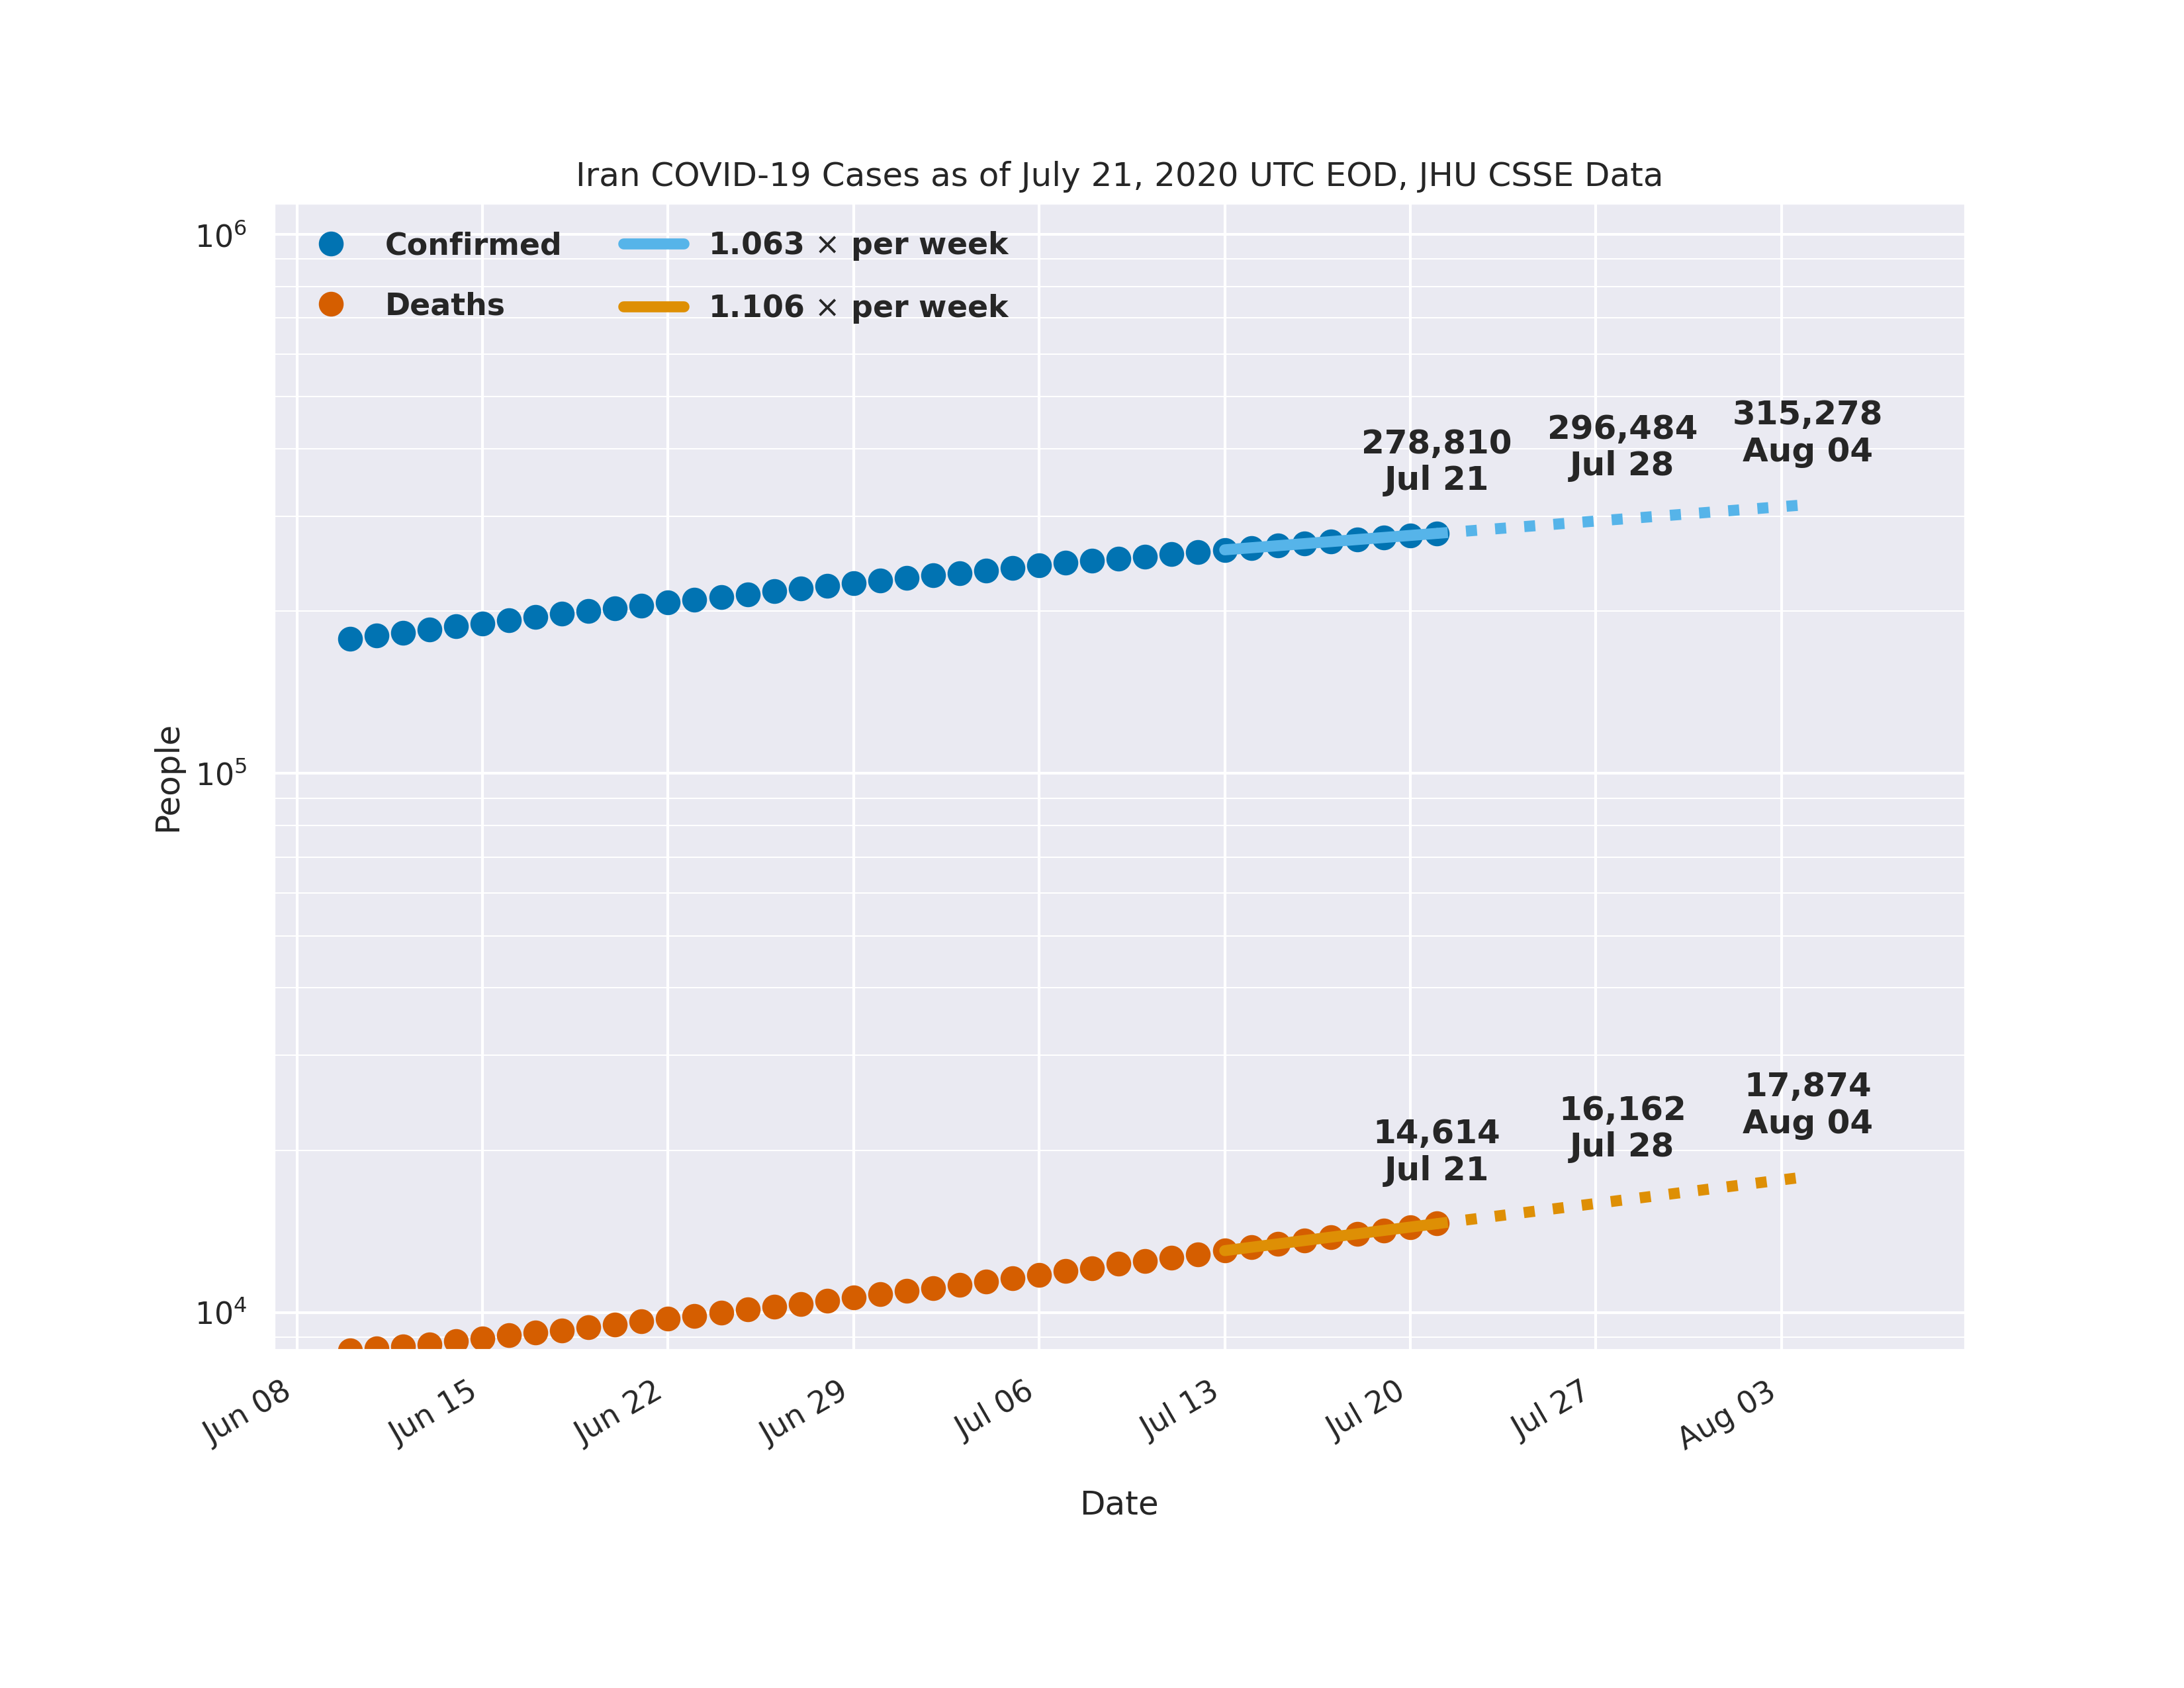 Iran COVID-19 Cases as of July 21, 2020 UTC EOD, JHU CSSE Data
Confirmed
Deaths
1.063 × per week
1.106 × per week
10⁶
10⁵
10⁴
People
278,810
Jul 21
296,484
Jul 28
315,278
Aug 04
14,614
Jul 21
16,162
Jul 28
17,874
Aug 04
Jun 08
Jun 15
Jun 22
Jun 29
Jul 06
Jul 13
Jul 20
Jul 27
Aug 03
Date